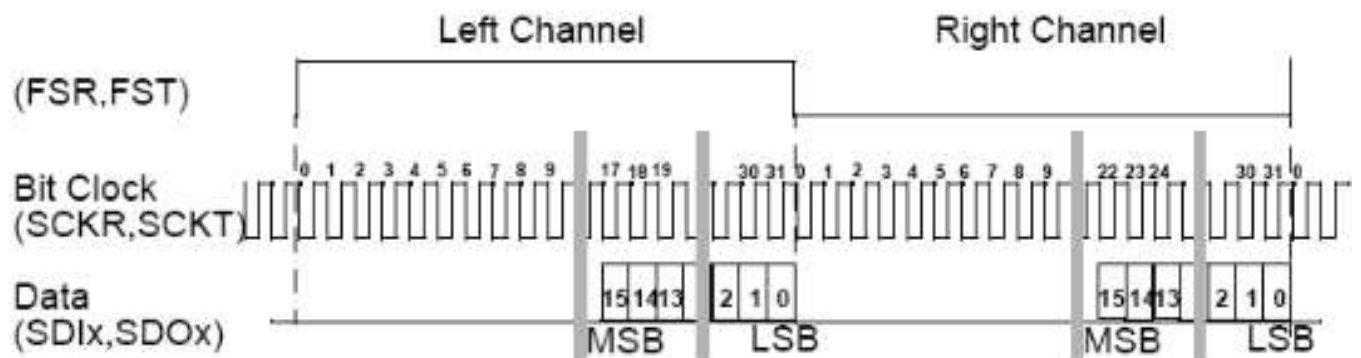 Left Channel Right Channel
(FSR,FST)
0 1 2 3 4 5 6 7 8 9 17 18 19 30 31 0 1 2 3 4 5 6 7 8 9 22 23 24 30 31 0
Bit Clock
(SCKR,SCKT)
15 14 13 2 1 0 15 14 13 2 1 0
Data
(SDIx,SDOx)
MSB LSB MSB LSB